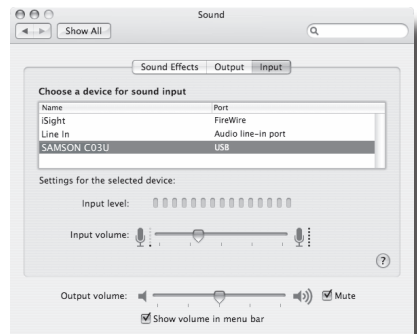 Sound
Show All
Sound Effects Output Input
Choose a device for sound input
Name Port
iSight FireWire
Line In Audio line-in port
SAMSON C03U USB
Settings for the selected device:
Input level:
Input volume:
?
Output volume: Mute
Show volume in menu bar